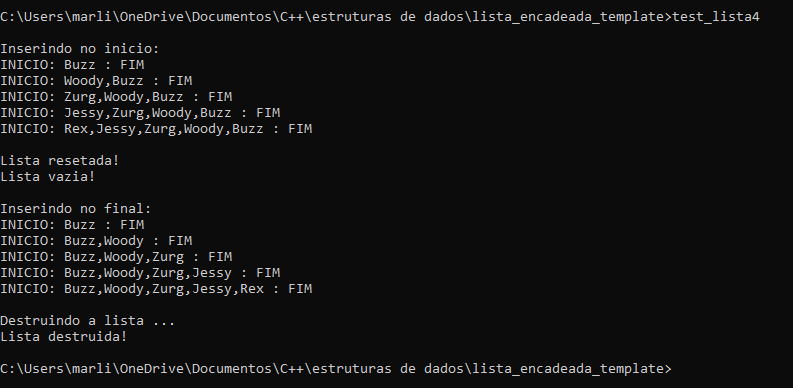 C:\Users\marli\OneDrive\Documentos\C++\estruturas de dados\lista_encadeada_template>test_lista4
Inserindo no inicio:
INICIO: Buzz : FIM
INICIO: Woody,Buzz : FIM
INICIO: Zurg,Woody,Buzz : FIM
INICIO: Jessy,Zurg,Woody,Buzz : FIM
INICIO: Rex,Jessy,Zurg,Woody,Buzz : FIM
Lista resetada!
Lista vazia!
Inserindo no final:
INICIO: Buzz : FIM
INICIO: Buzz,Woody : FIM
INICIO: Buzz,Woody,Zurg : FIM
INICIO: Buzz,Woody,Zurg,Jessy : FIM
INICIO: Buzz,Woody,Zurg,Jessy,Rex : FIM
Destruindo a lista ...
Lista destruida!
C:\Users\marli\OneDrive\Documentos\C++\estruturas de dados\lista_encadeada_template>